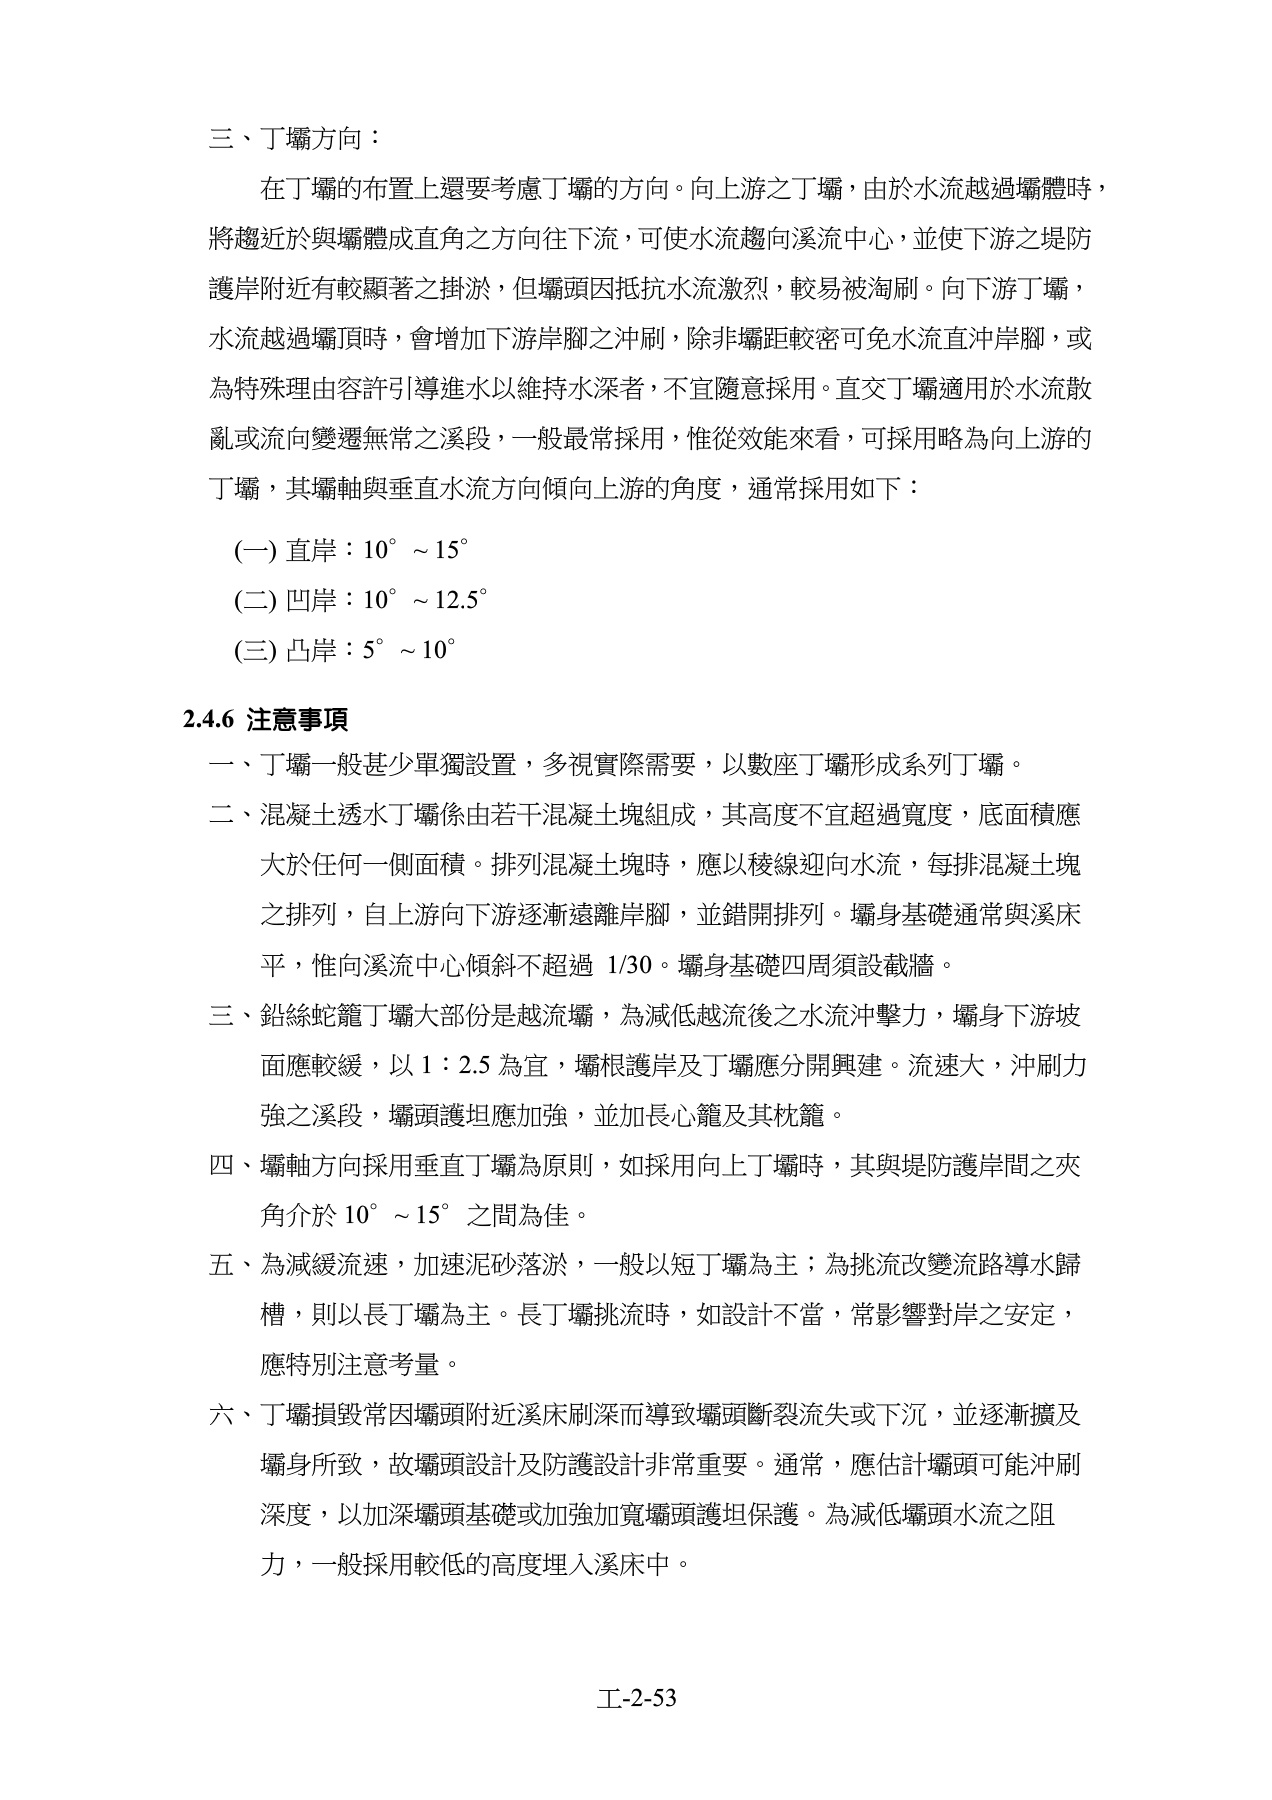 三、丁壩方向：
在丁壩的布置上還要考慮丁壩的方向。向上游之丁壩，由於水流越過壩體時，
將趨近於與壩體成直角之方向往下流，可使水流趨向溪流中心，並使下游之堤防
護岸附近有較顯著之掛淤，但壩頭因抵抗水流激烈，較易被淘刷。向下游丁壩，
水流越過壩頂時，會增加下游岸腳之沖刷，除非壩距較密可免水流直沖岸腳，或
為特殊理由容許引導進水以維持水深者，不宜隨意採用。直交丁壩適用於水流散
亂或流向變遷無常之溪段，一般最常採用，惟從效能來看，可採用略為向上游的
丁壩，其壩軸與垂直水流方向傾向上游的角度，通常採用如下：
(一) 直岸：10° ~ 15°
(二) 凹岸：10° ~ 12.5°
(三) 凸岸：5° ~ 10°
2.4.6 注意事項
一、丁壩一般甚少單獨設置，多視實際需要，以數座丁壩形成系列丁壩。
二、混凝土透水丁壩係由若干混凝土塊組成，其高度不宜超過寬度，底面積應
大於任何一側面積。排列混凝土塊時，應以稜線迎向水流，每排混凝土塊
之排列，自上游向下游逐漸遠離岸腳，並錯開排列。壩身基礎通常與溪床
平，惟向溪流中心傾斜不超過 1/30。壩身基礎四周須設截牆。
三、鉛絲蛇籠丁壩大部份是越流壩，為減低越流後之水流沖擊力，壩身下游坡
面應較緩，以 1：2.5 為宜，壩根護岸及丁壩應分開興建。流速大，沖刷力
強之溪段，壩頭護坦應加強，並加長心籠及其枕籠。
四、壩軸方向採用垂直丁壩為原則，如採用向上丁壩時，其與堤防護岸間之夾
角介於 10° ~ 15° 之間為佳。
五、為減緩流速，加速泥砂落淤，一般以短丁壩為主；為挑流改變流路導水歸
槽，則以長丁壩為主。長丁壩挑流時，如設計不當，常影響對岸之安定，
應特別注意考量。
六、丁壩損毀常因壩頭附近溪床刷深而導致壩頭斷裂流失或下沉，並逐漸擴及
壩身所致，故壩頭設計及防護設計非常重要。通常，應估計壩頭可能沖刷
深度，以加深壩頭基礎或加強加寬壩頭護坦保護。為減低壩頭水流之阻
力，一般採用較低的高度埋入溪床中。
工-2-53